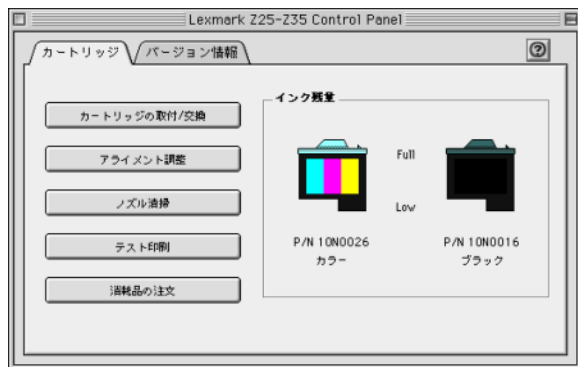 Lexmark Z25-Z35 Control Panel
カートリッジ
バージョン情報
?
カートリッジの取付/交換
アライメント調整
ノズル清掃
テスト印刷
消耗品の注文
インク残量
Full
Low
P/N 10N0026
カラー
P/N 10N0016
ブラック